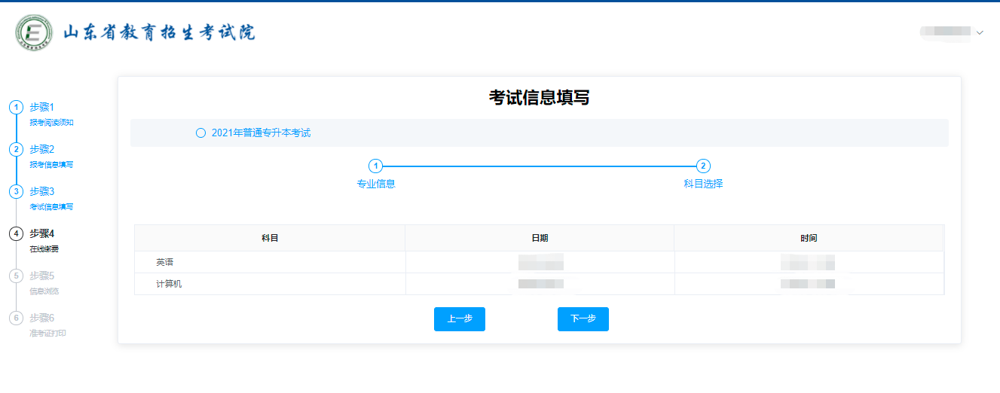 山东省教育招生考试院
1 步骤1
报考阅读须知
2 步骤2
报考信息填写
3 步骤3
考试信息填写
4 步骤4
在线缴费
5 步骤5
信息浏览
6 步骤6
准考证打印
考试信息填写
2021年普通专升本考试
1 2
专业信息 科目选择
科目 日期 时间
英语
计算机
上一步 下一步